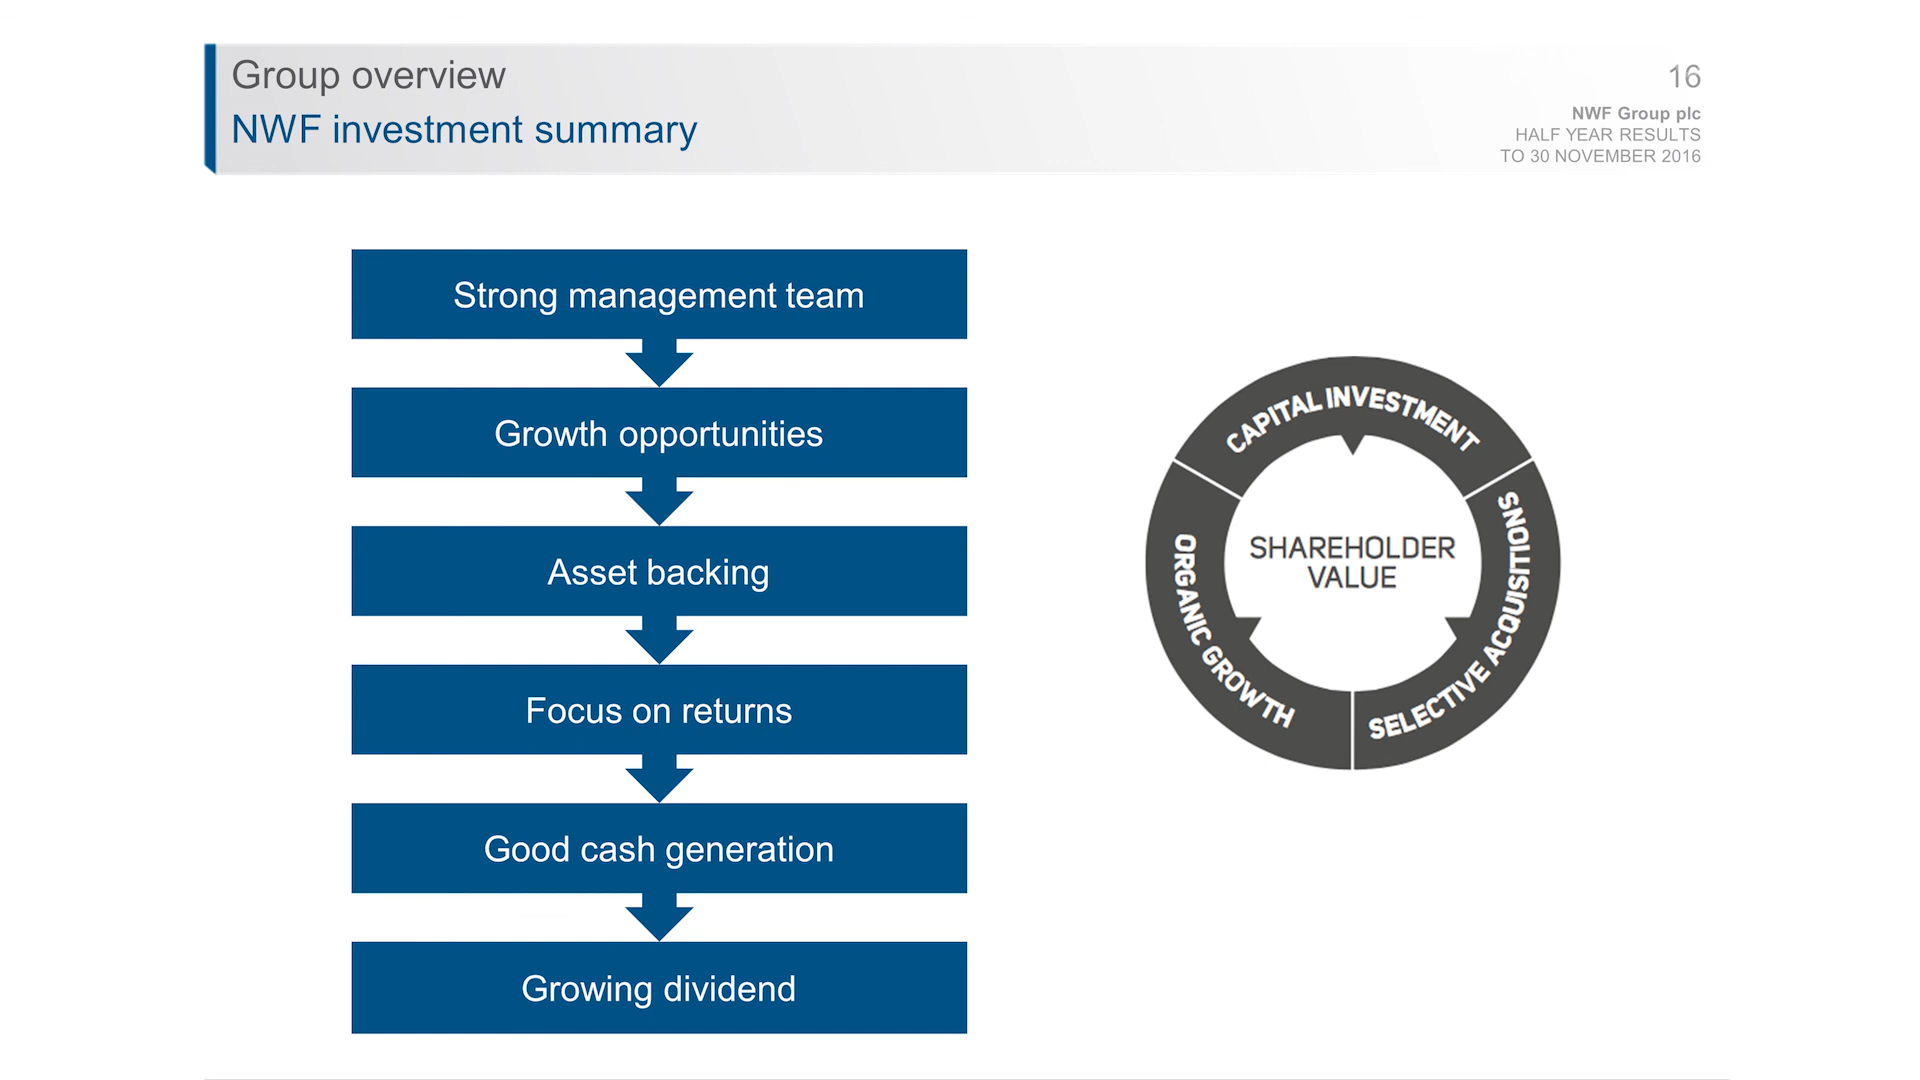 Group overview
NWF investment summary
16
NWF Group plc
HALF YEAR RESULTS
TO 30 NOVEMBER 2016
Strong management team
Growth opportunities
Asset backing
Focus on returns
Good cash generation
Growing dividend
CAPITAL INVESTMENT
SELECTIVE ACQUISITIONS
ORGANIC GROWTH
SHAREHOLDER
VALUE